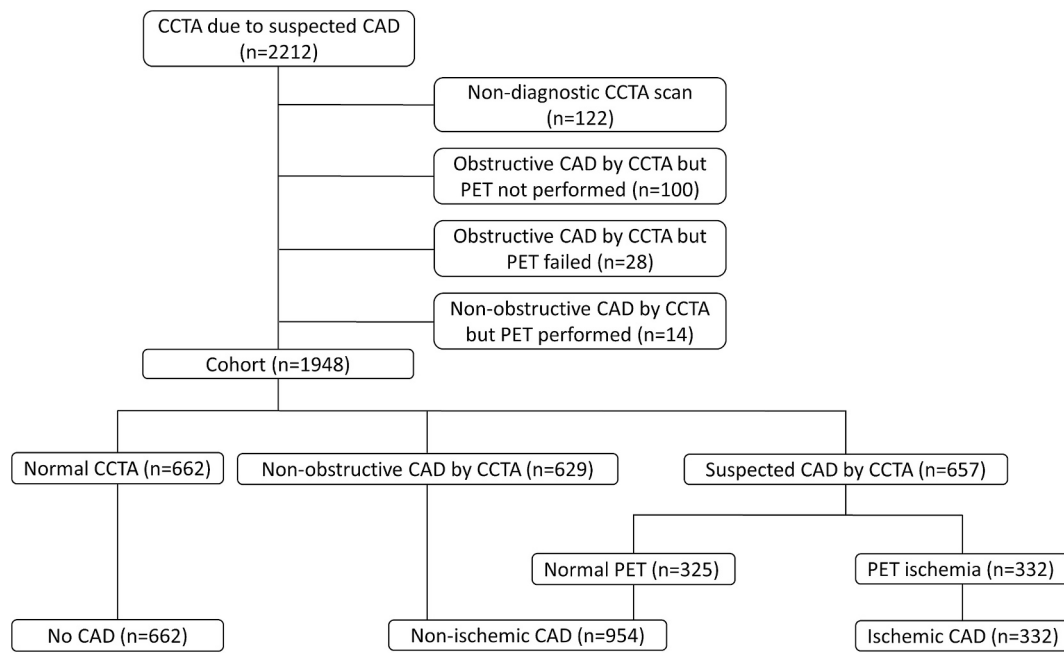 CCTA due to suspected CAD
(n=2212)
Non-diagnostic CCTA scan
(n=122)
Obstructive CAD by CCTA but
PET not performed (n=100)
Obstructive CAD by CCTA but
PET failed (n=28)
Non-obstructive CAD by CCTA
but PET performed (n=14)
Cohort (n=1948)
Normal CCTA (n=662)
Non-obstructive CAD by CCTA (n=629)
Suspected CAD by CCTA (n=657)
Normal PET (n=325)
PET ischemia (n=332)
No CAD (n=662)
Non-ischemic CAD (n=954)
Ischemic CAD (n=332)